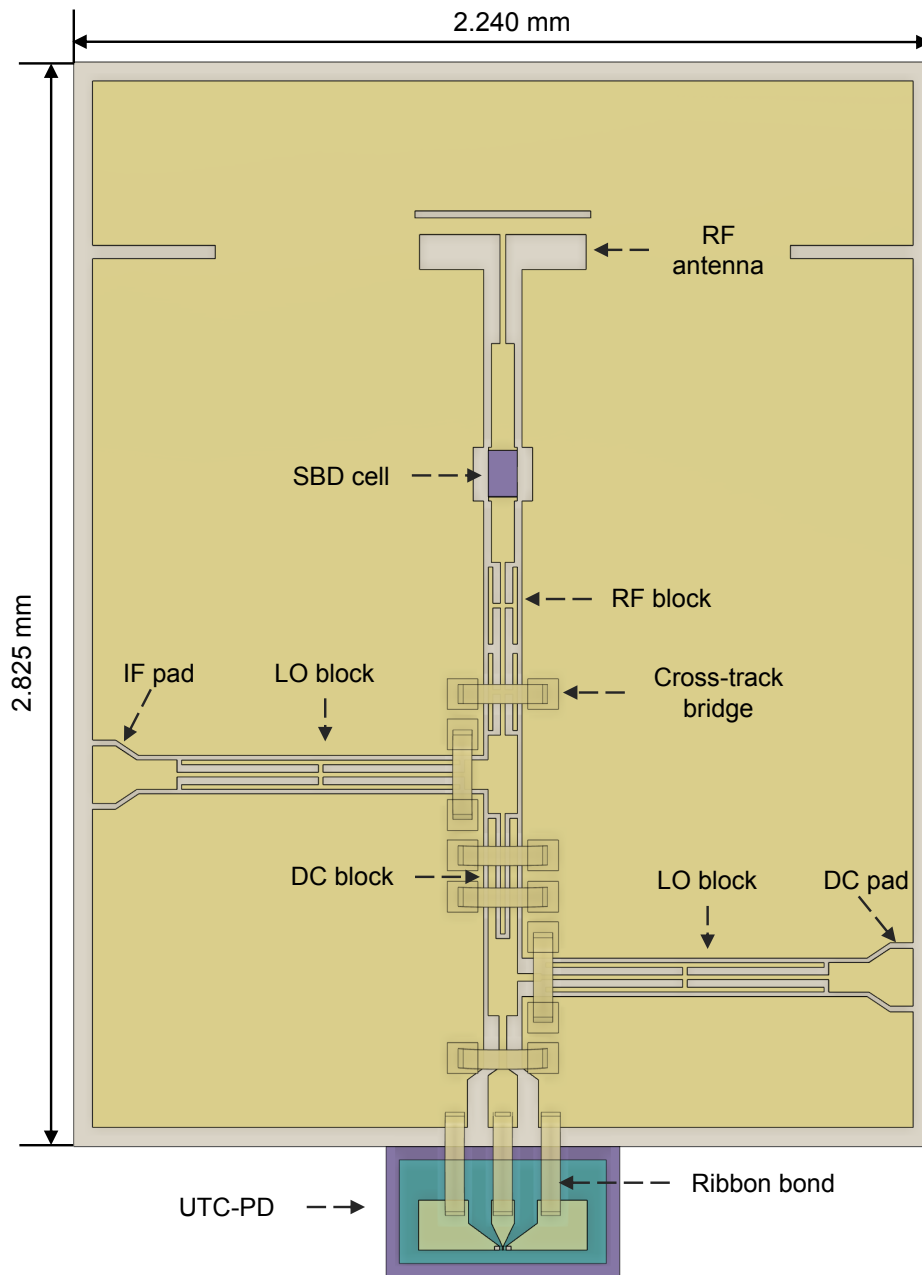 2.240 mm
RF
antenna
SBD cell
RF block
2.825 mm
IF pad
LO block
Cross-track
bridge
DC block
LO block
DC pad
Ribbon bond
UTC-PD